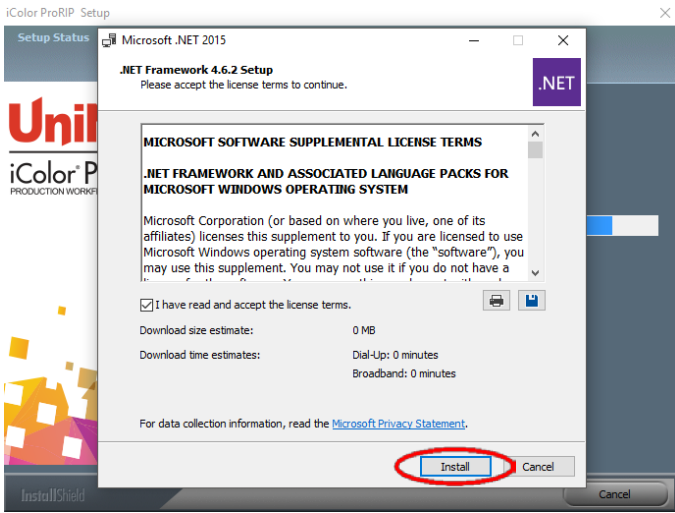 iColor ProRIP Setup
Setup Status
Microsoft .NET 2015
.NET Framework 4.6.2 Setup
Please accept the license terms to continue.
.NET
MICROSOFT SOFTWARE SUPPLEMENTAL LICENSE TERMS
.NET FRAMEWORK AND ASSOCIATED LANGUAGE PACKS FOR
MICROSOFT WINDOWS OPERATING SYSTEM
Microsoft Corporation (or based on where you live, one of its
affiliates) licenses this supplement to you. If you are licensed to use
Microsoft Windows operating system software (the "software"), you
may use this supplement. You may not use it if you do not have a
I have read and accept the license terms.
Download size estimate: 0 MB
Download time estimates: Dial-Up: 0 minutes
Broadband: 0 minutes
For data collection information, read the Microsoft Privacy Statement.
Install Cancel
iColor P
InstallShield
Cancel